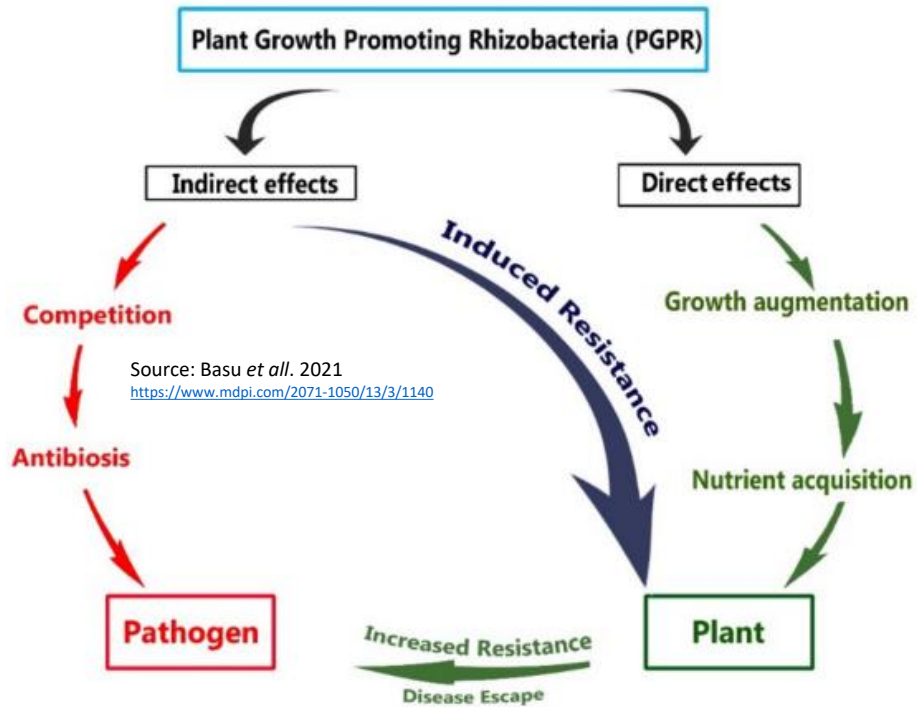 Plant Growth Promoting Rhizobacteria (PGPR)
Indirect effects
Direct effects
Induced Resistance
Competition
Growth augmentation
Source: Basu et all. 2021
https://www.mdpi.com/2071-1050/13/3/1140
Antibiosis
Nutrient acquisition
Pathogen
Plant
Increased Resistance
Disease Escape